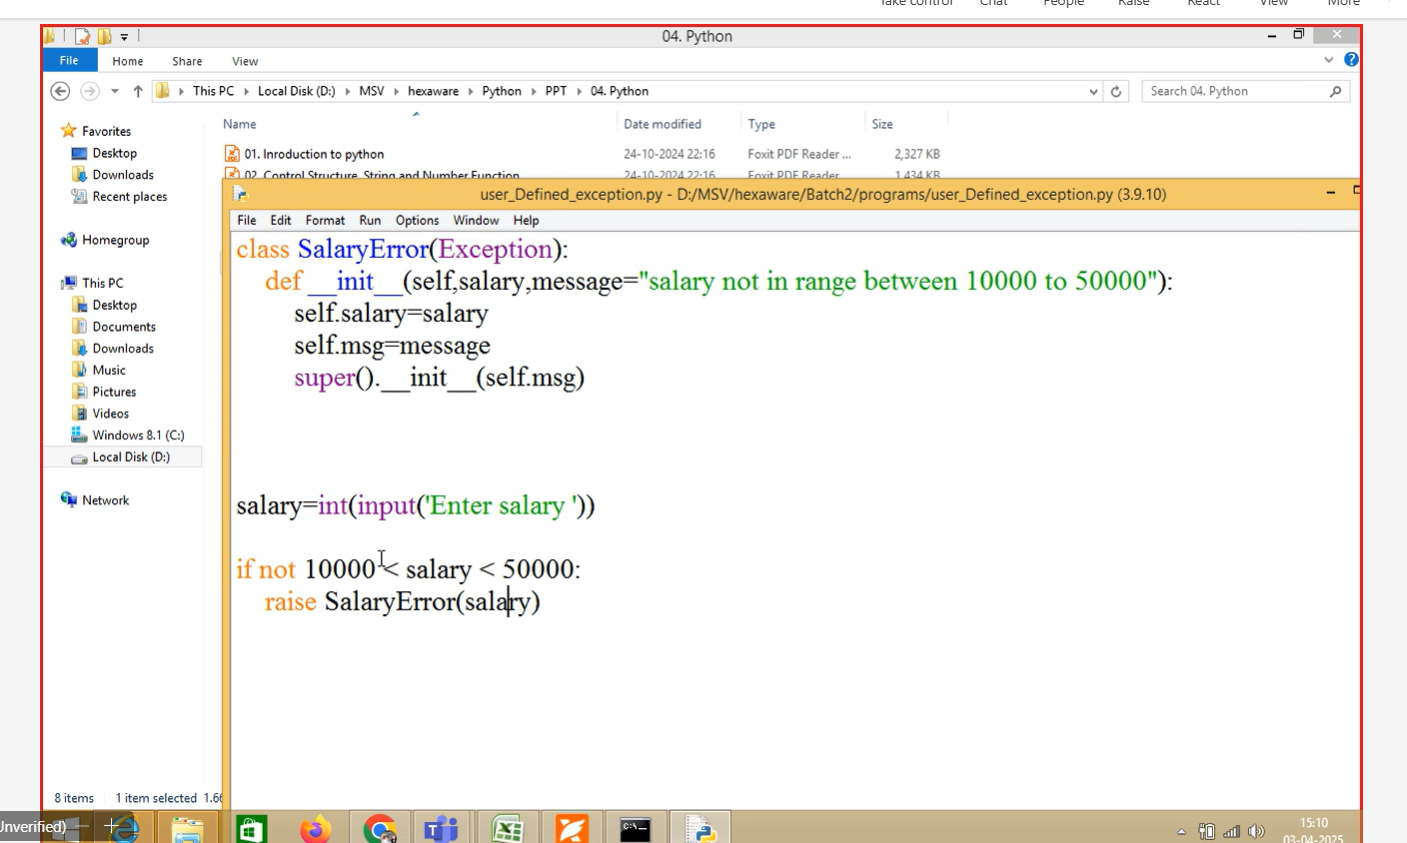 Take control Chat People Raise React View More
04. Python
File Home Share View
This PC Local Disk (D:) MSV hexaware Python PPT 04. Python
Search 04. Python
Favorites
Desktop
Downloads
Recent places
Homegroup
This PC
Desktop
Documents
Downloads
Music
Pictures
Videos
Windows 8.1 (C:)
Local Disk (D:)
Network
Name Date modified Type Size
01. Inroduction to python 24-10-2024 22:16 Foxit PDF Reader ... 2,327 KB
02. Control Structure, String and Number Function 24-10-2024 22:16 Foxit PDF Reader 1,434 KB
user_Defined_exception.py - D:/MSV/hexaware/Batch2/programs/user_Defined_exception.py (3.9.10)
File Edit Format Run Options Window Help
class SalaryError(Exception):
def __init__(self,salary,message="salary not in range between 10000 to 50000"):
self.salary=salary
self.msg=message
super().__init__(self.msg)
salary=int(input('Enter salary '))
if not 10000 < salary < 50000:
raise SalaryError(salary)
8 items 1 item selected 1.6
Unverified)
15:10
03-04-2025